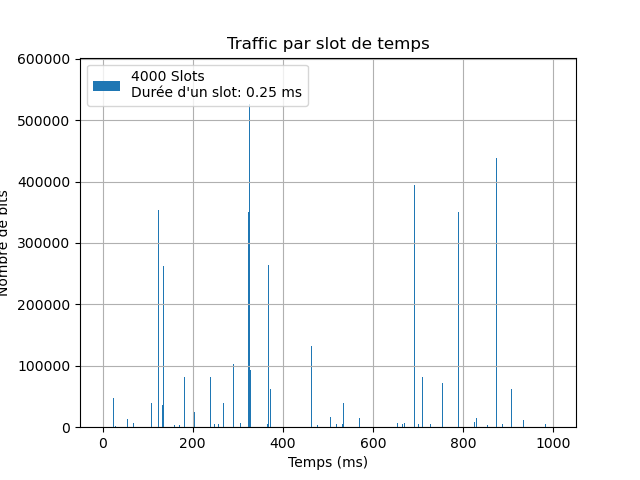 Traffic par slot de temps
4000 Slots
Durée d'un slot: 0.25 ms
600000
500000
400000
300000
200000
100000
0
Nombre de bits
0 200 400 600 800 1000
Temps (ms)